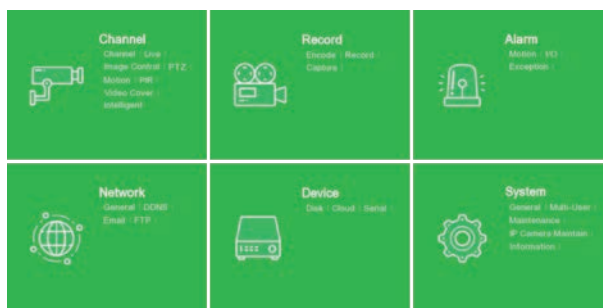 Channel
Channel | Live |
Image Control | PTZ |
Motion | PIR |
Video Cover |
Intelligent
Record
Encode | Record |
Capture |
Alarm
Motion | I/O
Exception |
Network
General | DDNS
Email | FTP
Device
Disk | Cloud | Serial
System
General | Multi-User |
Maintenance |
IP Camera Maintain |
Information |